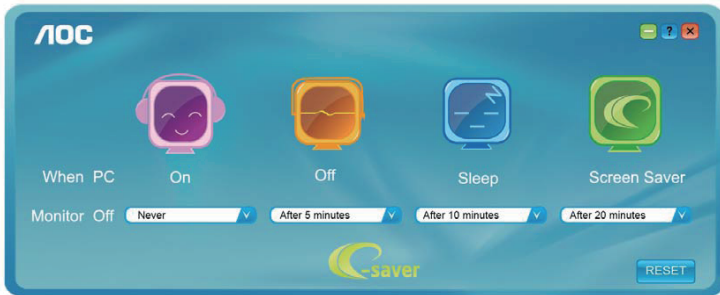 AOC
?
When PC On Off Sleep Screen Saver
Monitor Off Never After 5 minutes After 10 minutes After 20 minutes
e-saver
RESET